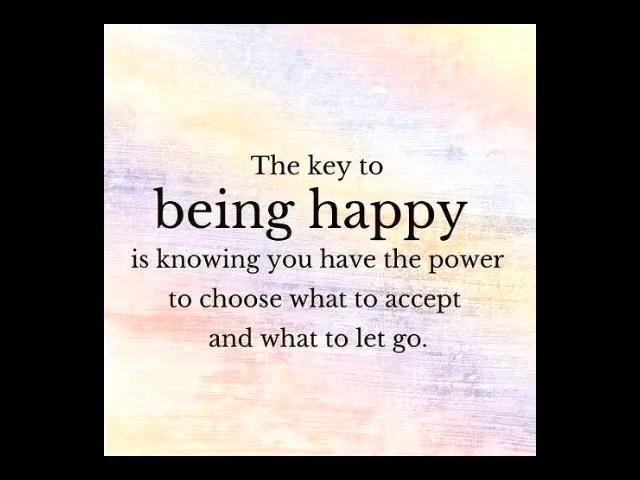 The key to
being happy
is knowing you have the power
to choose what to accept
and what to let go.